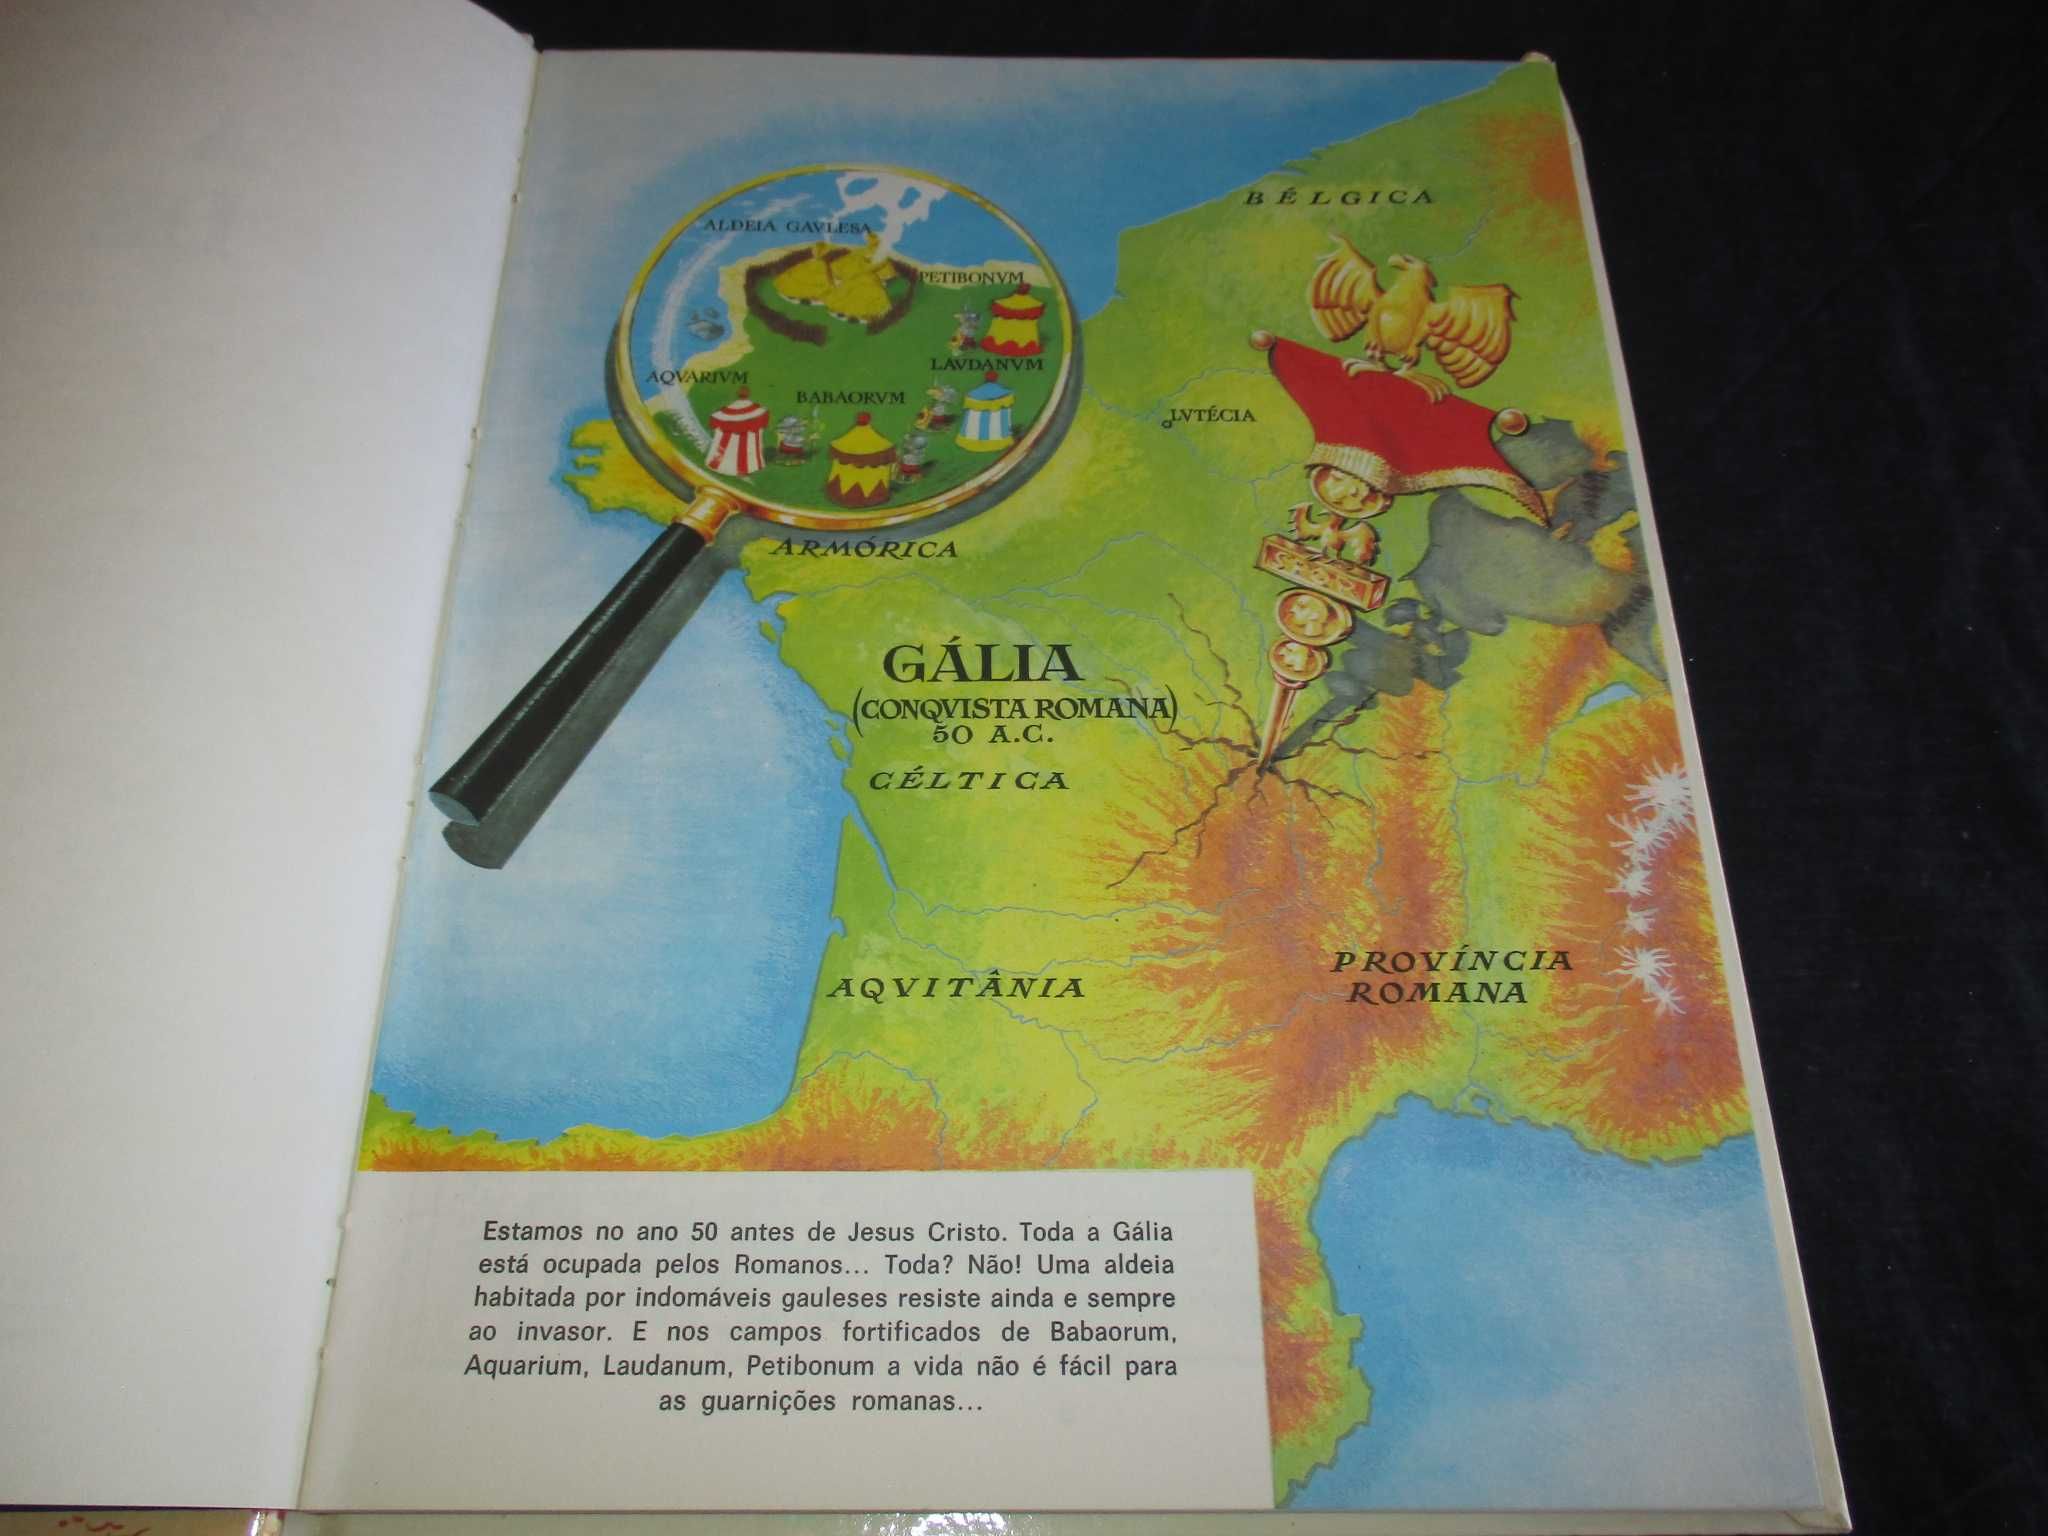 BÉLGICA
ALDEIA GAVLESA
PETIBONVM
LAVDANVM
AQVARIVM
BABAORVM
LVTÉCIA
ARMÓRICA
SPQR
GÁLIA
(CONQVISTA ROMANA)
50 A.C.
CÉLTICA
AQVITÂNIA
PROVÍNCIA
ROMANA
Estamos no ano 50 antes de Jesus Cristo. Toda a Gália
está ocupada pelos Romanos... Toda? Não! Uma aldeia
habitada por indomáveis gauleses resiste ainda e sempre
ao invasor. E nos campos fortificados de Babaorum,
Aquarium, Laudanum, Petibonum a vida não é fácil para
as guarnições romanas...